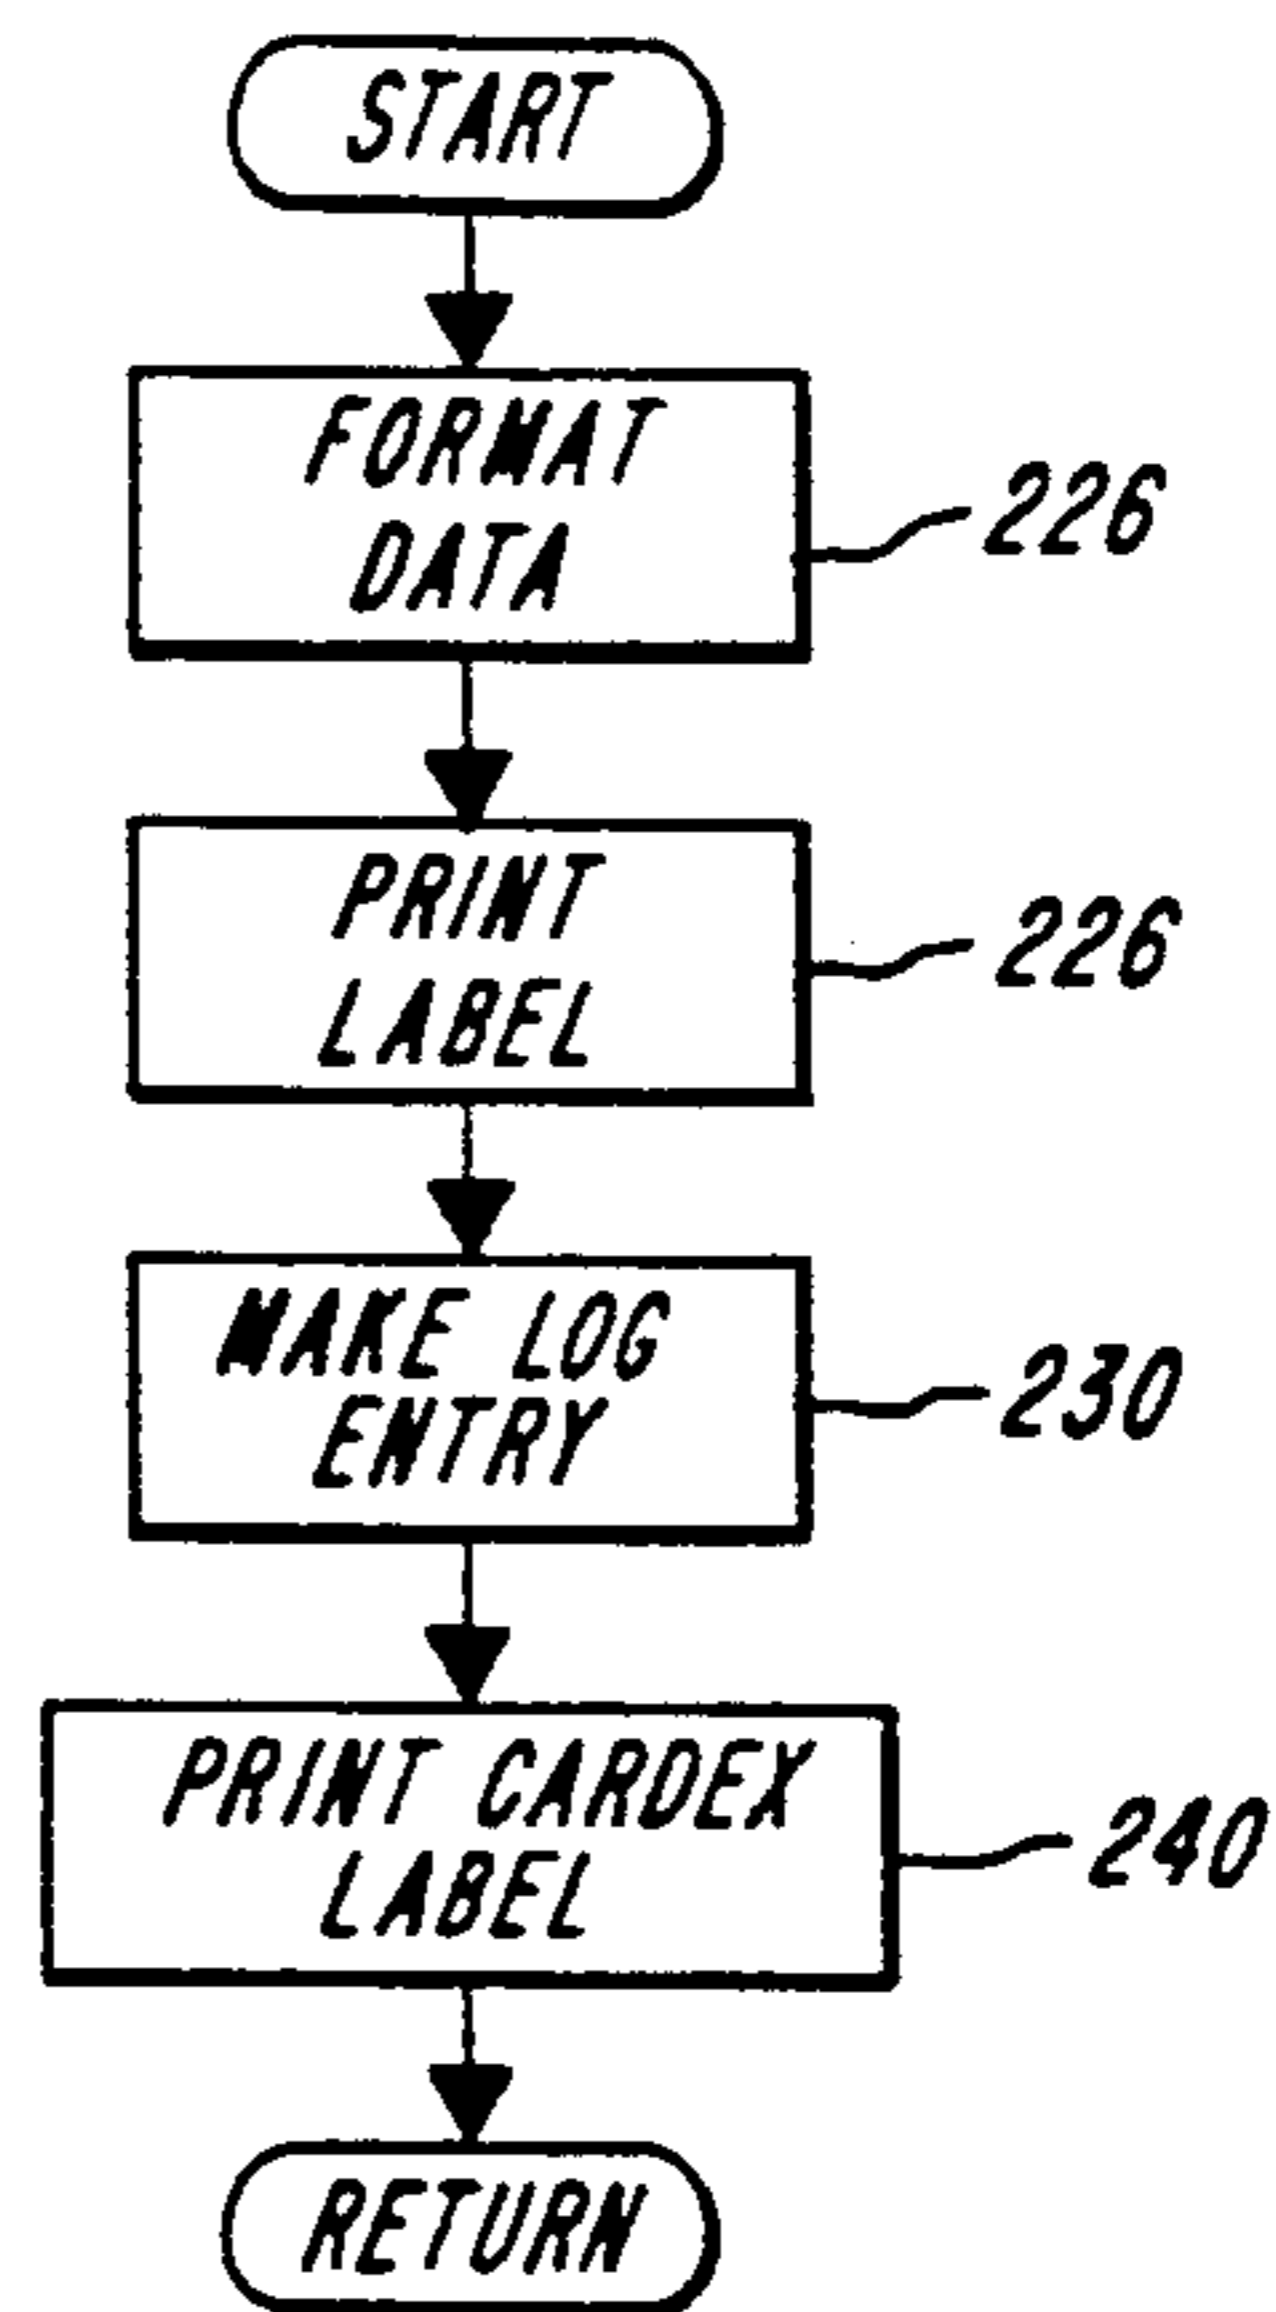 START
FORMAT
DATA
226
PRINT
LABEL
226
MAKE LOG
ENTRY
230
PRINT CARDEX
LABEL
240
RETURN